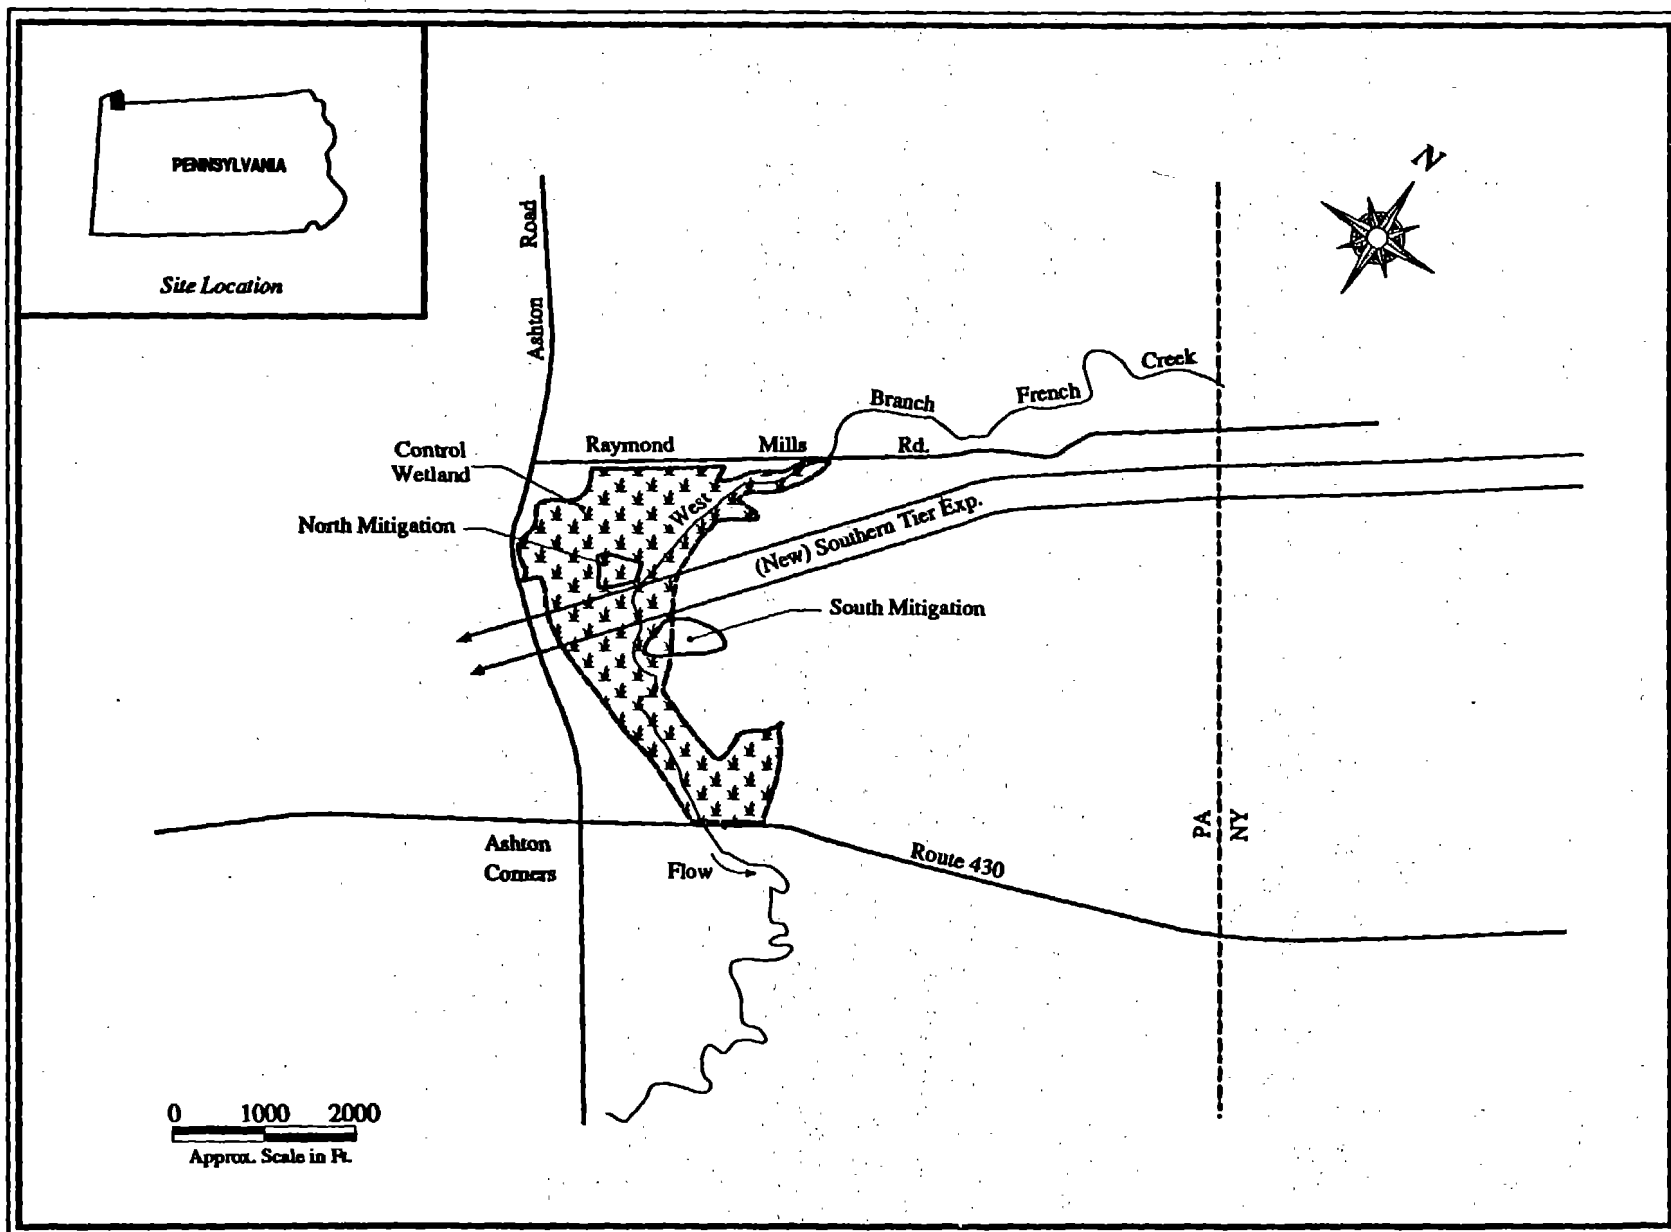 PENNSYLVANIA
Site Location
N
Ashton Road
Creek
French
Branch
Control
Wetland
Raymond Mills Rd.
West
North Mitigation
(New) Southern Tier Exp.
South Mitigation
PA
NY
Ashton
Corners
Flow
Route 430
0 1000 2000
Approx. Scale in Ft.